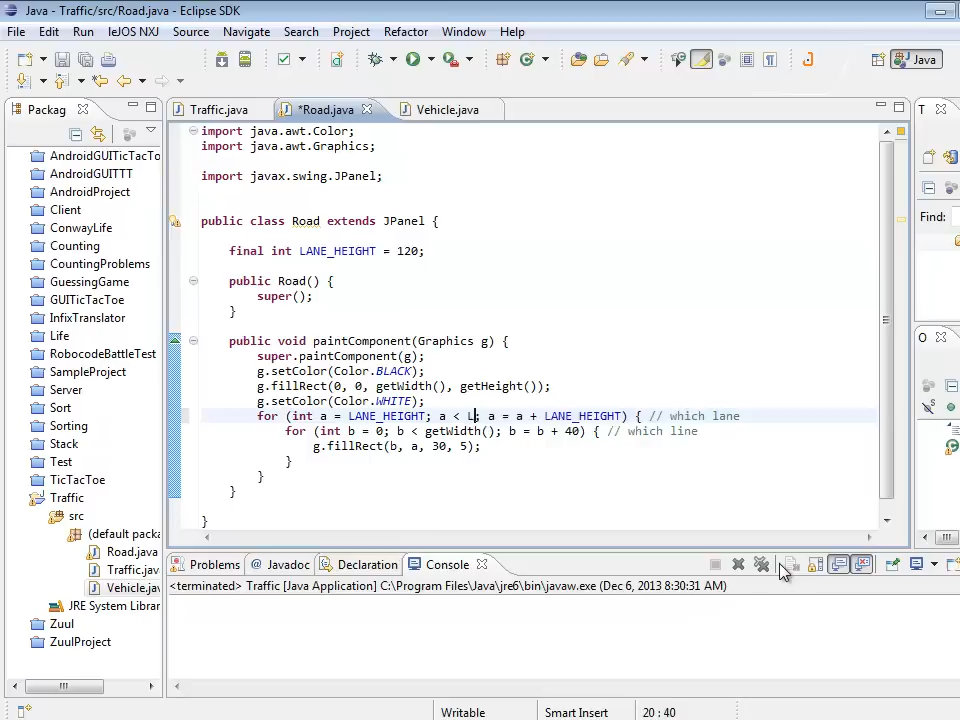 Java - Traffic/src/Road.java - Eclipse SDK
File Edit Run leJOS NXJ Source Navigate Search Project Refactor Window Help
Java
Packag
Traffic.java *Road.java Vehicle.java
T
AndroidGUITicTacTo
AndroidGUITTT
AndroidProject
Client
ConwayLife
Counting
CountingProblems
GuessingGame
GUITicTacToe
InfixTranslator
Life
RobocodeBattleTest
SampleProject
Server
Sort
Sorting
Stack
Test
TicTacToe
Traffic
src
(default packa
Road.java
Traffic.jav
Vehicle.jav
JRE System Librar
Zuul
ZuulProject
import java.awt.Color;
import java.awt.Graphics;
import javax.swing.JPanel;
public class Road extends JPanel {
final int LANE_HEIGHT = 120;
public Road() {
super();
}
public void paintComponent(Graphics g) {
super.paintComponent(g);
g.setColor(Color.BLACK);
g.fillRect(0, 0, getWidth(), getHeight());
g.setColor(Color.WHITE);
for (int a = LANE_HEIGHT; a < L; a = a + LANE_HEIGHT) { // which lane
for (int b = 0; b < getWidth(); b = b + 40) { // which line
g.fillRect(b, a, 30, 5);
}
}
}
}
Find:
O
Problems @ Javadoc Declaration Console
<terminated> Traffic [Java Application] C:\Program Files\Java\jre6\bin\javaw.exe (Dec 6, 2013 8:30:31 AM)
Writable Smart Insert 20 : 40